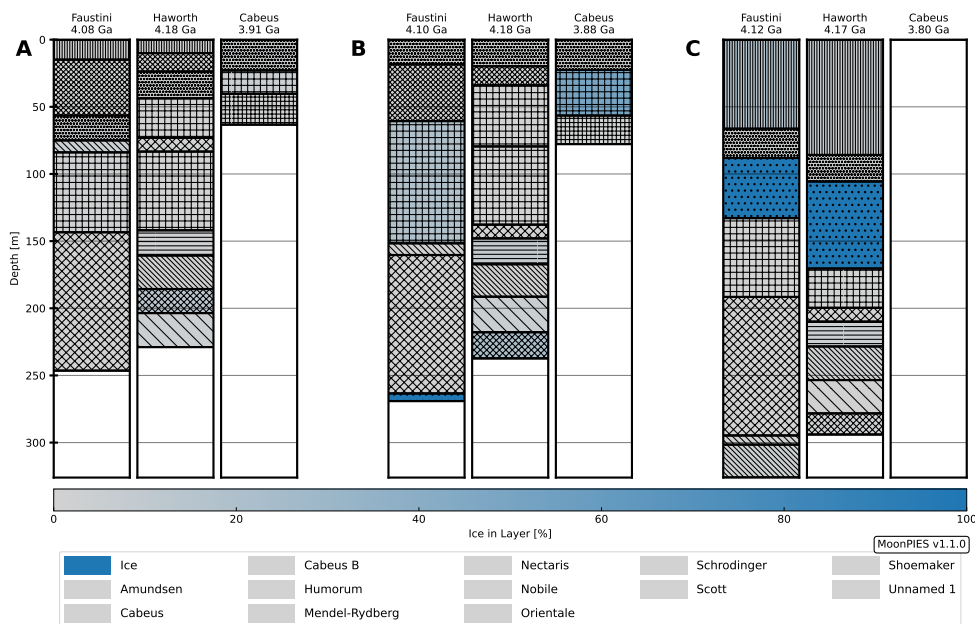 Faustini Haworth Cabeus Faustini Haworth Cabeus Faustini Haworth Cabeus
4.08 Ga 4.18 Ga 3.91 Ga 4.10 Ga 4.18 Ga 3.88 Ga 4.12 Ga 4.17 Ga 3.80 Ga
A B C
0
50
100
150
200
250
300
Depth [m]
0 20 40 60 80 100
Ice in Layer [%]
MoonPIES v1.1.0
Ice Cabeus B Nectaris Schrodinger Shoemaker
Amundsen Humorum Nobile Scott Unnamed 1
Cabeus Mendel-Rydberg Orientale